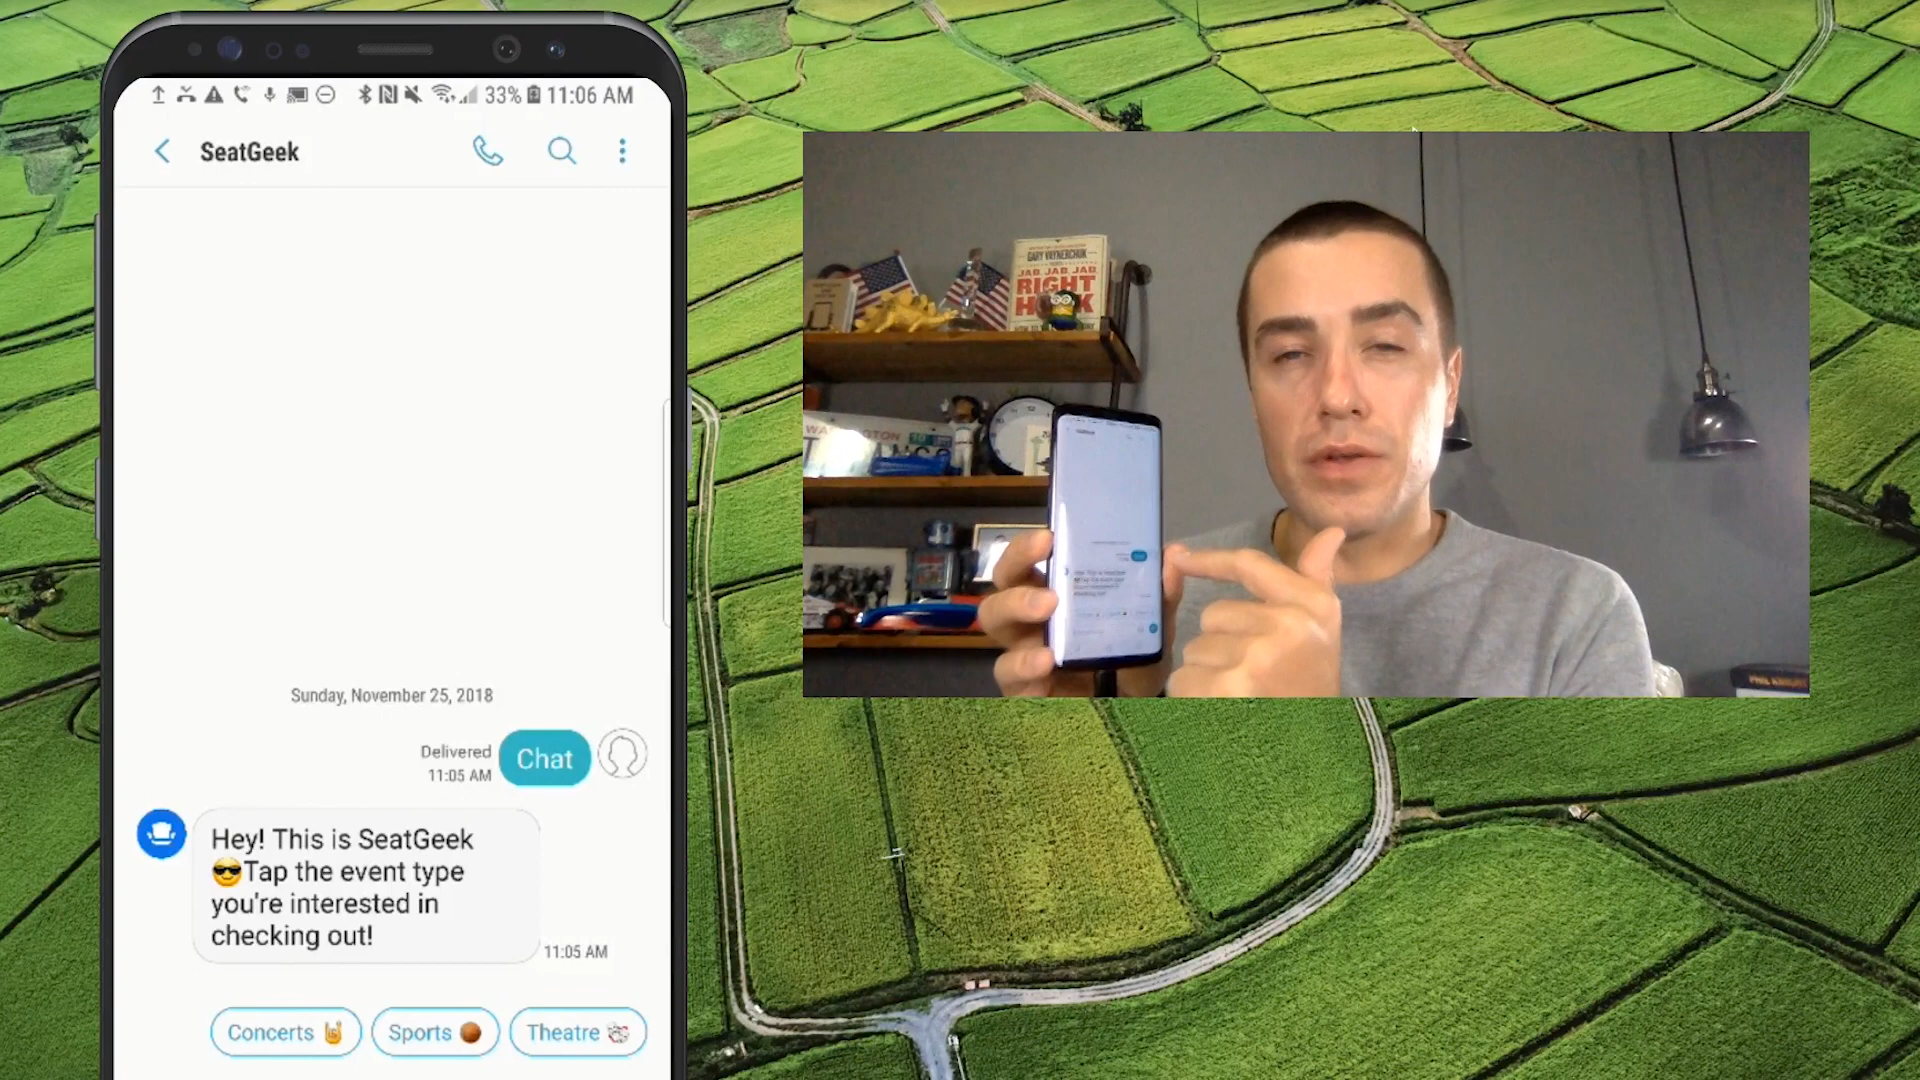 33% 11:06 AM
SeatGeek
Sunday, November 25, 2018
Delivered
11:05 AM
Chat
Hey! This is SeatGeek
😎Tap the event type
you're interested in
checking out!
11:05 AM
Concerts 🤘
Sports 🏀
Theatre 🎭
GARY VAYNERCHUK
JAB, JAB, JAB,
RIGHT